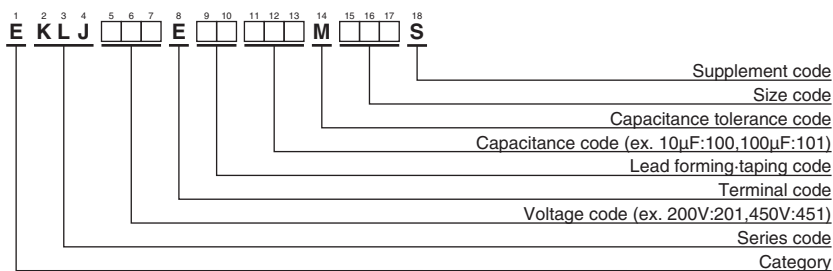 1 2 3 4 5 6 7 8 9 10 11 12 13 14 15 16 17 18
E K L J E M S
Supplement code
Size code
Capacitance tolerance code
Capacitance code (ex. 10μF:100,100μF:101)
Lead forming·taping code
Terminal code
Voltage code (ex. 200V:201,450V:451)
Series code
Category